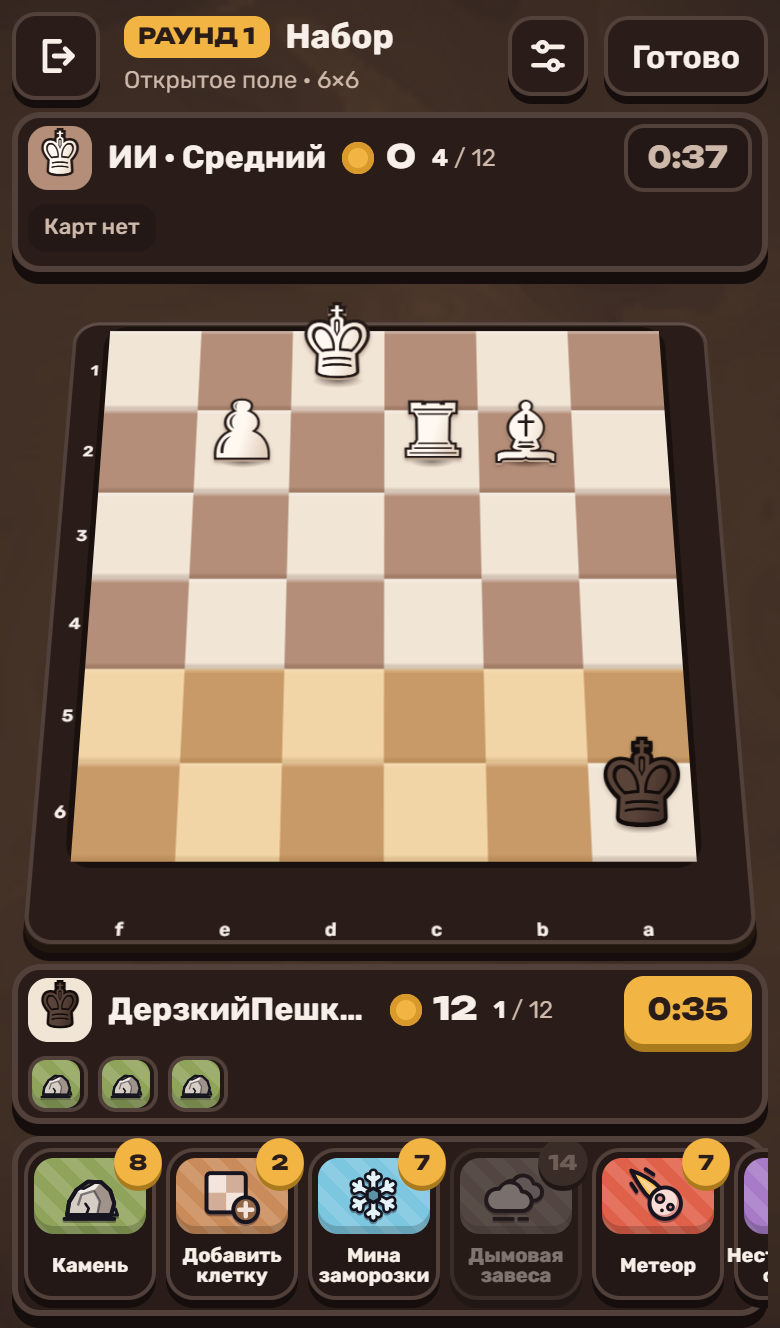 РАУНД 1 Набор
Открытое поле • 6×6
Готово
ИИ • Средний 0 4 / 12 0:37
Карт нет
1
2
3
4
5
6
f e d c b a
ДерзкийПешк... 12 1 / 12 0:35
8 2 7 14 7
Камень
Добавить
клетку
Мина
заморозки
Дымовая
завеса
Метеор